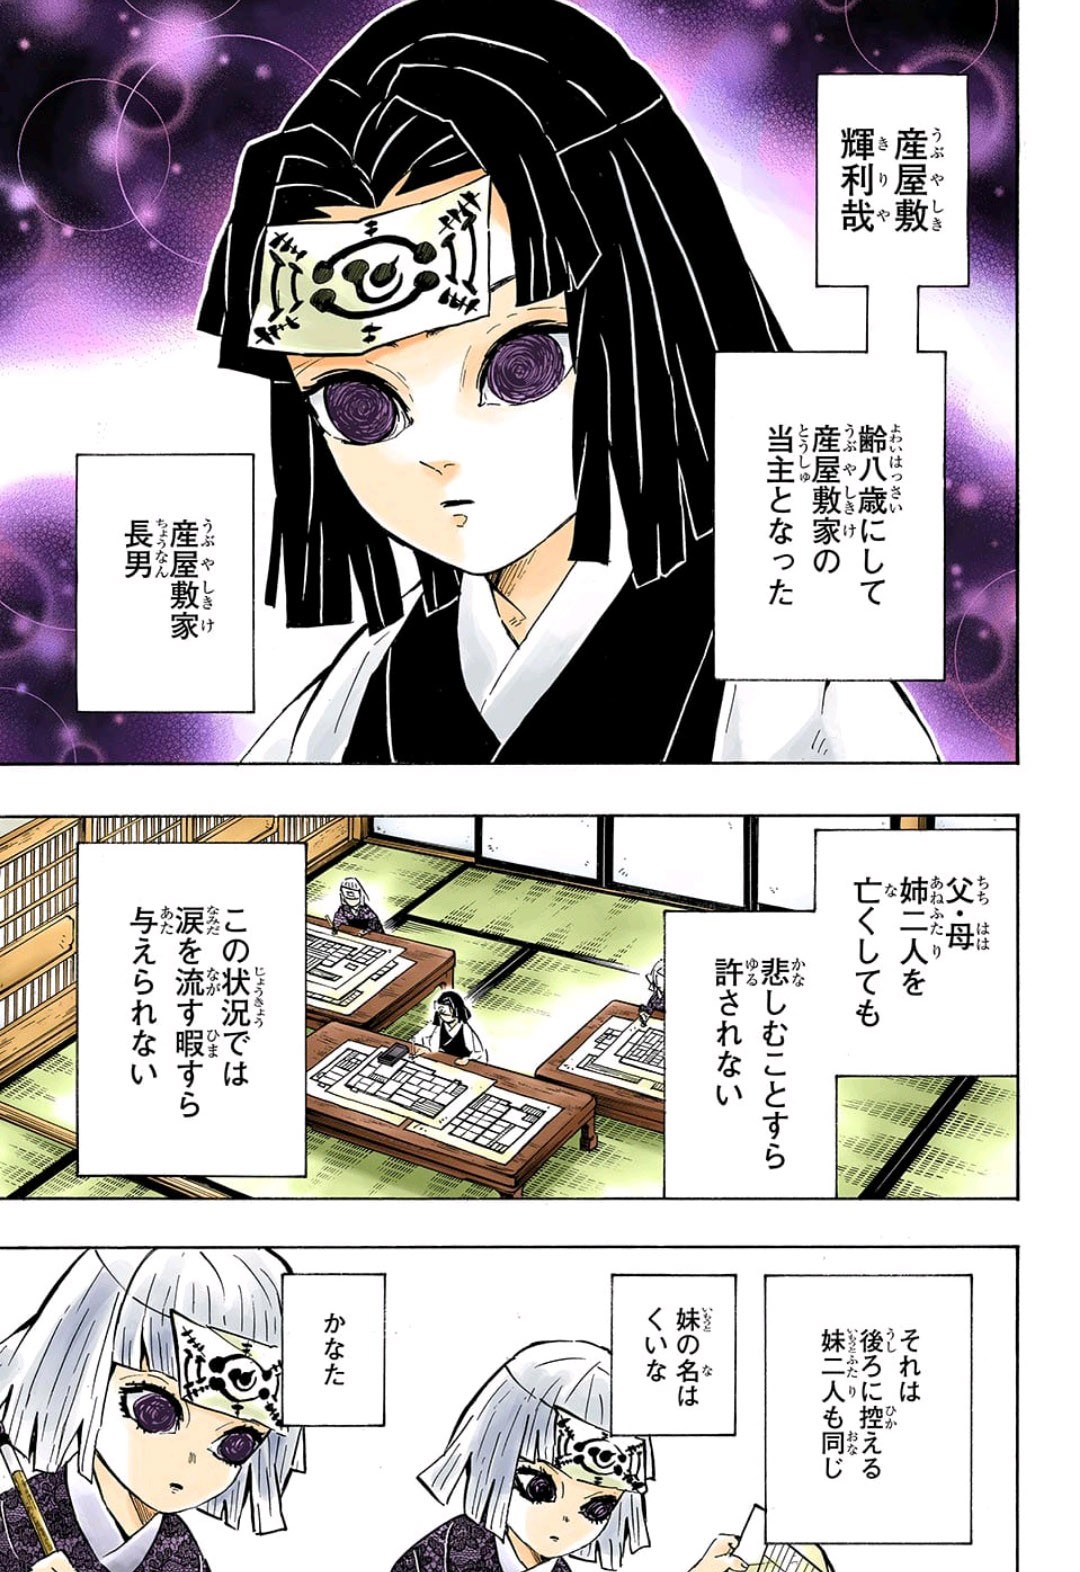 産屋敷
輝利哉
齢八歳にして
産屋敷家の
当主となった
産屋敷家
長男
父・母
姉二人を
亡くしても
悲しむことすら
許されない
この状況では
涙を流す暇すら
与えられない
それは
後ろに控える
妹二人も同じ
妹の名は
くいな
かなた